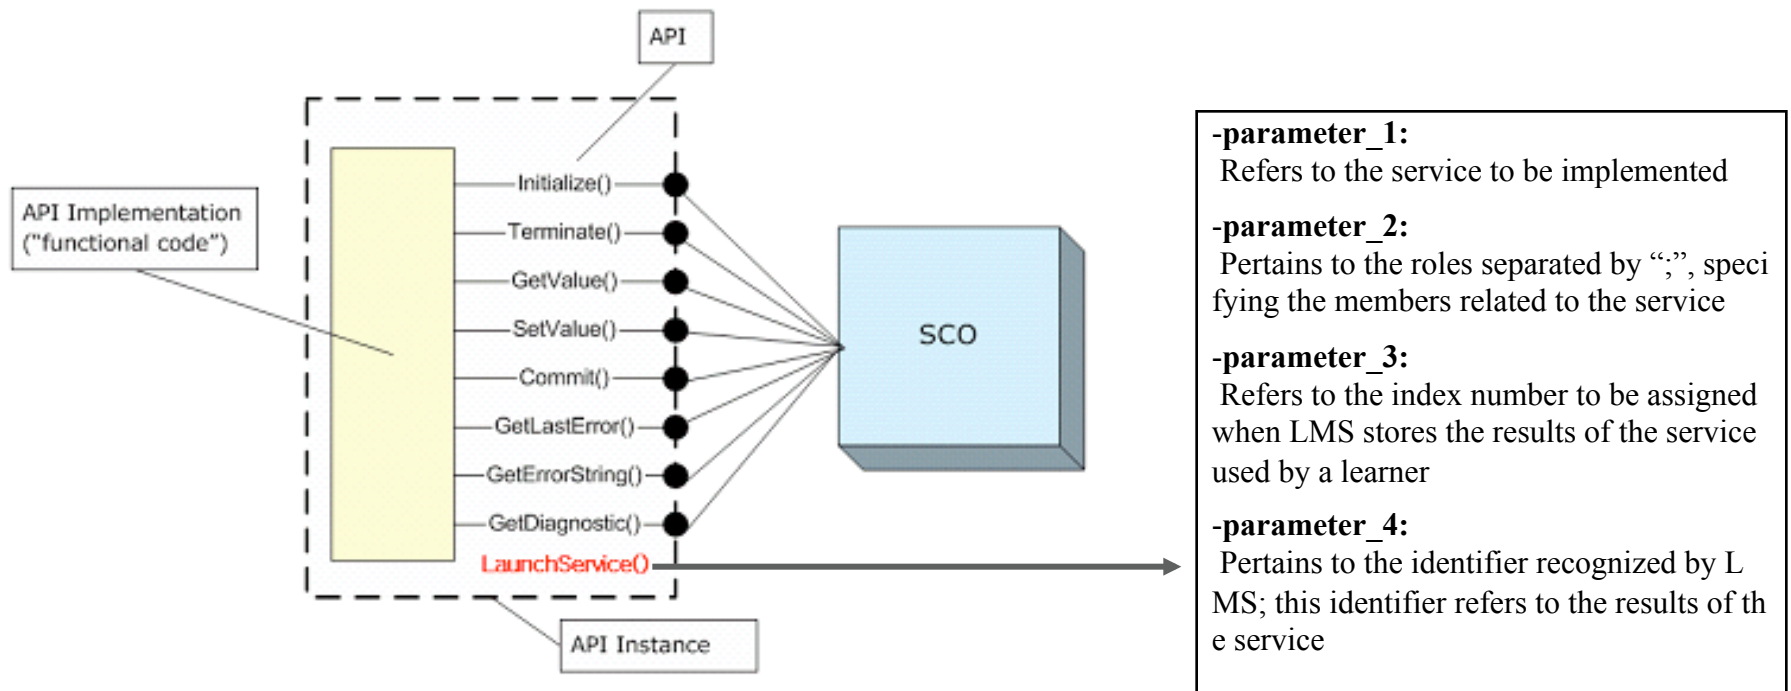 API
API Implementation
("functional code")
Initialize()
Terminate()
GetValue()
SetValue()
Commit()
GetLastError()
GetErrorString()
GetDiagnostic()
LaunchService()
API Instance
SCO
-parameter_1:
Refers to the service to be implemented
-parameter_2:
Pertains to the roles separated by “;”, speci
fying the members related to the service
-parameter_3:
Refers to the index number to be assigned
when LMS stores the results of the service
used by a learner
-parameter_4:
Pertains to the identifier recognized by L
MS; this identifier refers to the results of th
e service